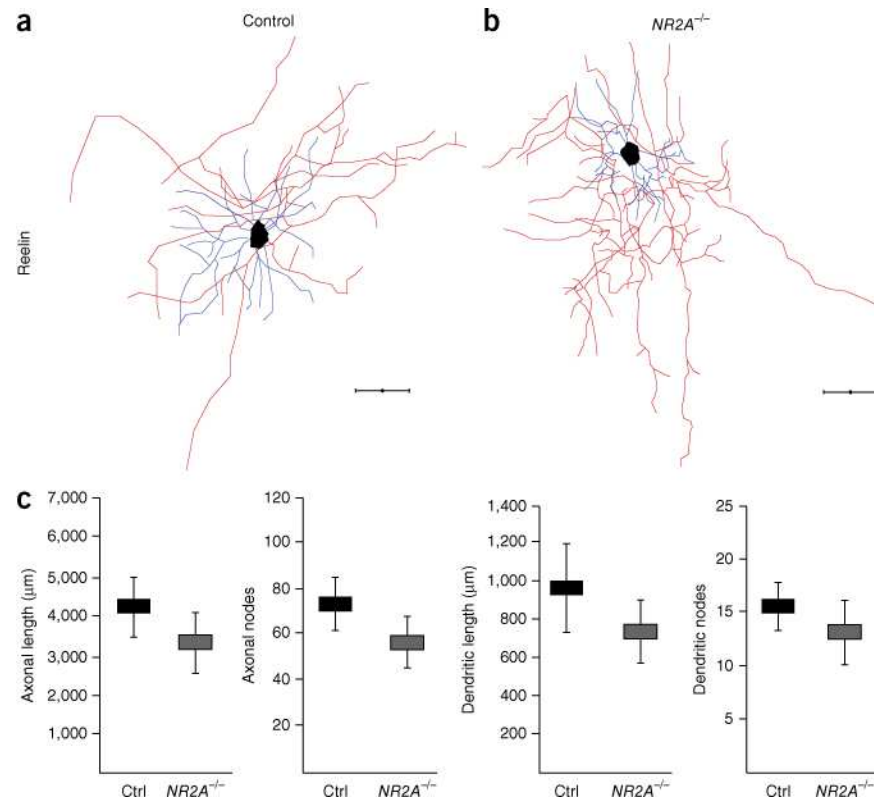 a
Control
b
NR2A⁻/⁻
Reelin
c
7,000
6,000
5,000
4,000
3,000
2,000
1,000
Axonal length (μm)
Ctrl NR2A⁻/⁻
120
100
80
60
40
20
Axonal nodes
Ctrl NR2A⁻/⁻
1,400
1,200
1,000
800
600
400
200
Dendritic length (μm)
Ctrl NR2A⁻/⁻
25
20
15
10
5
Dendritic nodes
Ctrl NR2A⁻/⁻